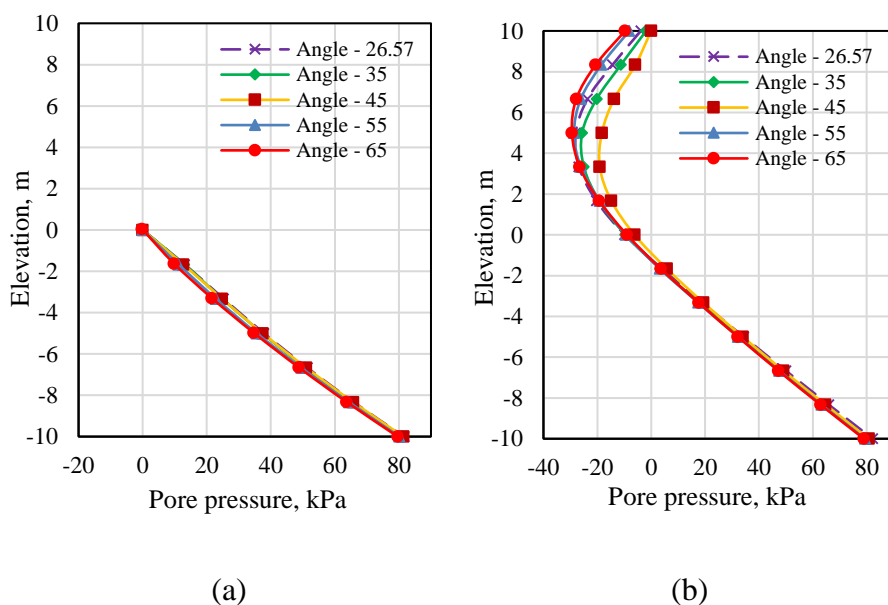 10
8
6
4
2
0
-2
-4
-6
-8
-10
Elevation, m
Angle - 26.57
Angle - 35
Angle - 45
Angle - 55
Angle - 65
-20 0 20 40 60 80
Pore pressure, kPa
(a)
10
8
6
4
2
0
-2
-4
-6
-8
-10
Elevation, m
Angle - 26.57
Angle - 35
Angle - 45
Angle - 55
Angle - 65
-40 -20 0 20 40 60 80
Pore pressure, kPa
(b)